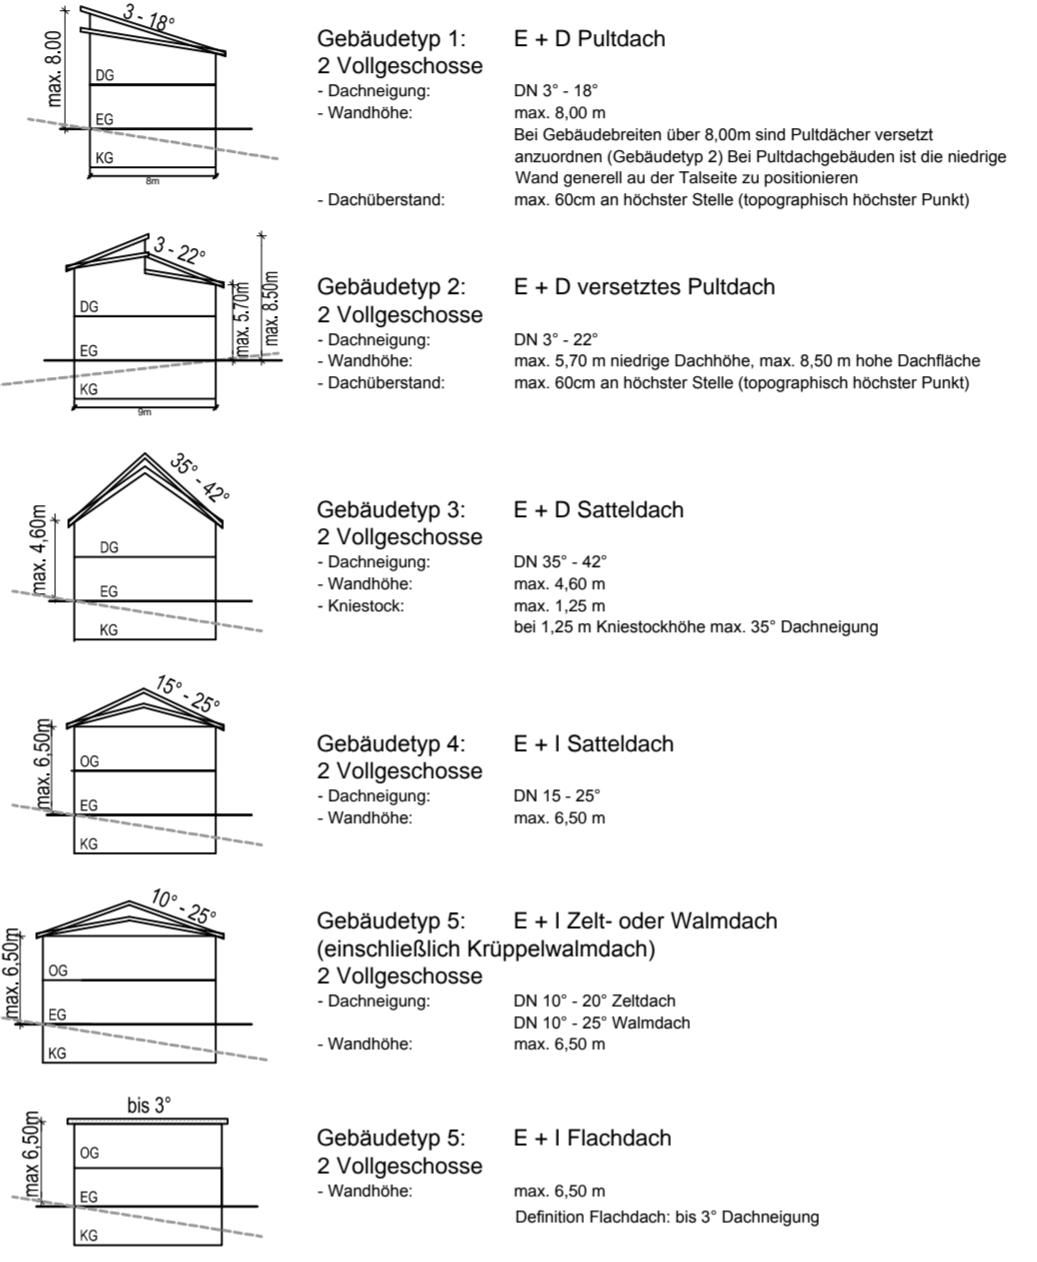 3 - 18°
max. 8.00
DG
EG
KG
8m
Gebäudetyp 1: E + D Pultdach
2 Vollgeschosse
- Dachneigung: DN 3° - 18°
- Wandhöhe: max. 8,00 m
Bei Gebäudebreiten über 8,00m sind Pultdächer versetzt
anzuordnen (Gebäudetyp 2) Bei Pultdachgebäuden ist die niedrige
Wand generell au der Talseite zu positionieren
- Dachüberstand: max. 60cm an höchster Stelle (topographisch höchster Punkt)
3 - 22°
max. 5.70m
max. 8.50m
DG
EG
KG
9m
Gebäudetyp 2: E + D versetztes Pultdach
2 Vollgeschosse
- Dachneigung: DN 3° - 22°
- Wandhöhe: max. 5,70 m niedrige Dachhöhe, max. 8,50 m hohe Dachfläche
- Dachüberstand: max. 60cm an höchster Stelle (topographisch höchster Punkt)
35° - 42°
max. 4,60m
DG
EG
KG
Gebäudetyp 3: E + D Satteldach
2 Vollgeschosse
- Dachneigung: DN 35° - 42°
- Wandhöhe: max. 4,60 m
- Kniestock: max. 1,25 m
bei 1,25 m Kniestockhöhe max. 35° Dachneigung
15° - 25°
max. 6,50m
OG
EG
KG
Gebäudetyp 4: E + I Satteldach
2 Vollgeschosse
- Dachneigung: DN 15 - 25°
- Wandhöhe: max. 6,50 m
10° - 25°
max. 6,50m
OG
EG
KG
Gebäudetyp 5: E + I Zelt- oder Walmdach
(einschließlich Krüppelwalmdach)
2 Vollgeschosse
- Dachneigung: DN 10° - 20° Zeltdach
DN 10° - 25° Walmdach
- Wandhöhe: max. 6,50 m
bis 3°
max 6,50m
OG
EG
KG
Gebäudetyp 5: E + I Flachdach
2 Vollgeschosse
- Wandhöhe: max. 6,50 m
Definition Flachdach: bis 3° Dachneigung